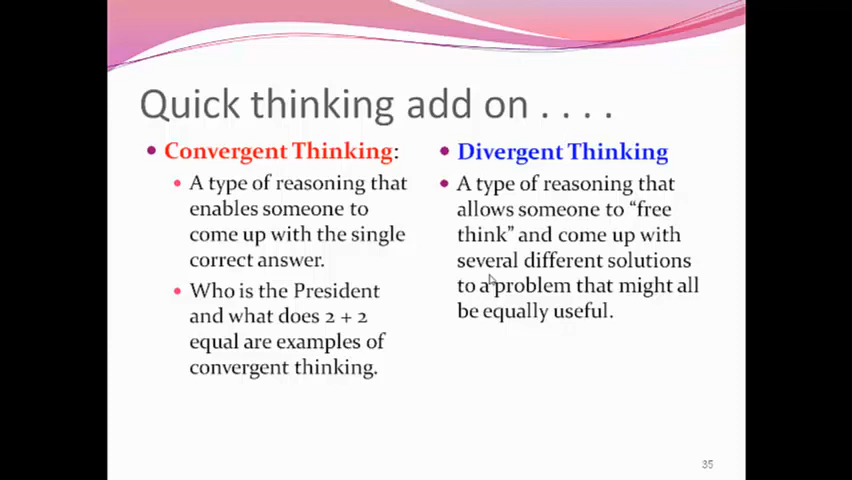 Quick thinking add on . . . .
• Convergent Thinking:
• A type of reasoning that
enables someone to
come up with the single
correct answer.
• Who is the President
and what does 2 + 2
equal are examples of
convergent thinking.
• Divergent Thinking
• A type of reasoning that
allows someone to “free
think” and come up with
several different solutions
to a problem that might all
be equally useful.
35